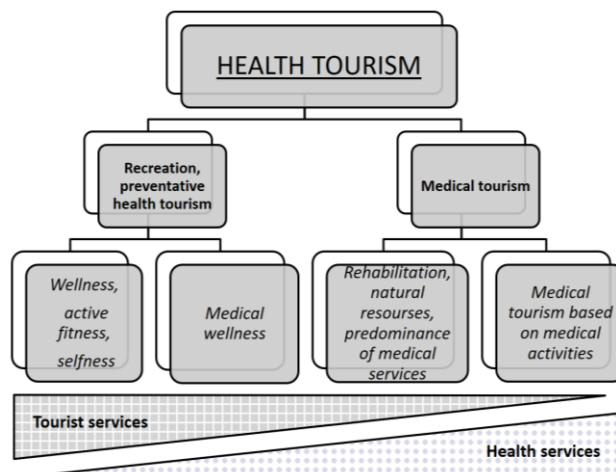 HEALTH TOURISM
Recreation,
preventative
health tourism
Medical tourism
Wellness,
active
fitness,
selfness
Medical
wellness
Rehabilitation,
natural
resourses,
predominance
of medical
services
Medical
tourism based
on medical
activities
Tourist services
Health services